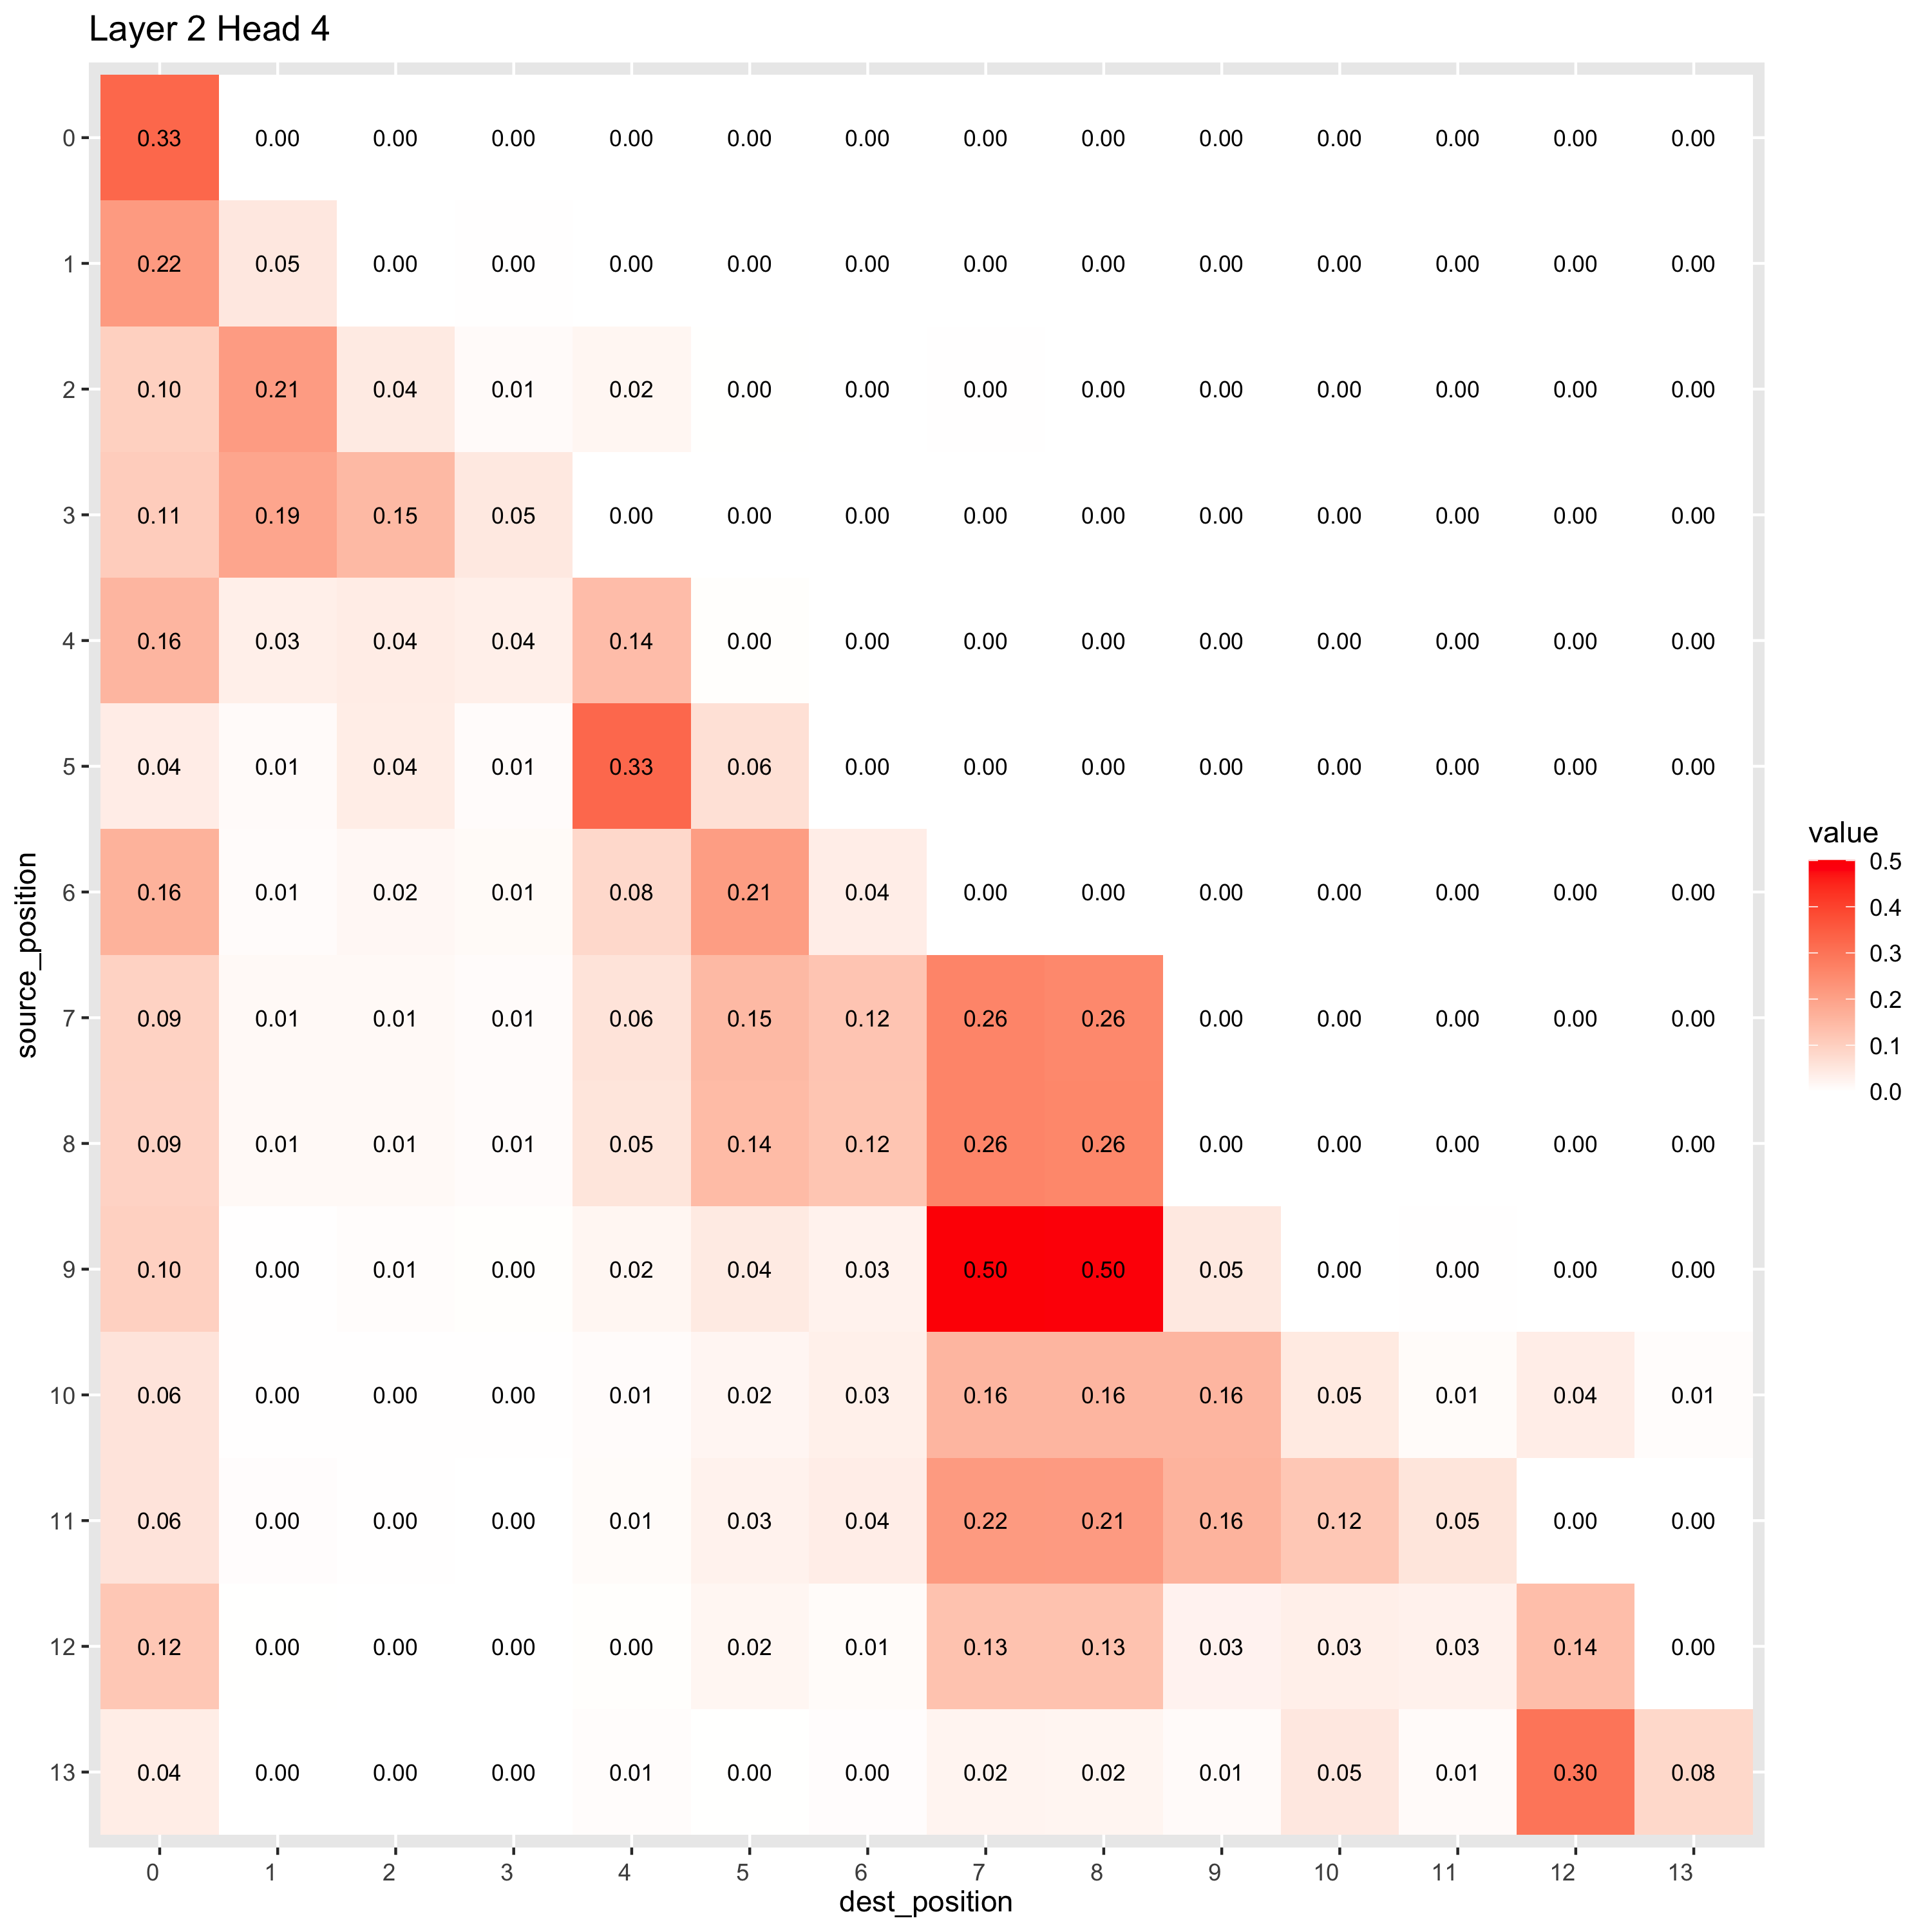 Layer 2 Head 4
0 0.33 0.00 0.00 0.00 0.00 0.00 0.00 0.00 0.00 0.00 0.00 0.00 0.00 0.00
1 0.22 0.05 0.00 0.00 0.00 0.00 0.00 0.00 0.00 0.00 0.00 0.00 0.00 0.00
2 0.10 0.21 0.04 0.01 0.02 0.00 0.00 0.00 0.00 0.00 0.00 0.00 0.00 0.00
3 0.11 0.19 0.15 0.05 0.00 0.00 0.00 0.00 0.00 0.00 0.00 0.00 0.00 0.00
4 0.16 0.03 0.04 0.04 0.14 0.00 0.00 0.00 0.00 0.00 0.00 0.00 0.00 0.00
5 0.04 0.01 0.04 0.01 0.33 0.06 0.00 0.00 0.00 0.00 0.00 0.00 0.00 0.00
6 0.16 0.01 0.02 0.01 0.08 0.21 0.04 0.00 0.00 0.00 0.00 0.00 0.00 0.00
7 0.09 0.01 0.01 0.01 0.06 0.15 0.12 0.26 0.26 0.00 0.00 0.00 0.00 0.00
8 0.09 0.01 0.01 0.01 0.05 0.14 0.12 0.26 0.26 0.00 0.00 0.00 0.00 0.00
9 0.10 0.00 0.01 0.00 0.02 0.04 0.03 0.50 0.50 0.05 0.00 0.00 0.00 0.00
10 0.06 0.00 0.00 0.00 0.01 0.02 0.03 0.16 0.16 0.16 0.05 0.01 0.04 0.01
11 0.06 0.00 0.00 0.00 0.01 0.03 0.04 0.22 0.21 0.16 0.12 0.05 0.00 0.00
12 0.12 0.00 0.00 0.00 0.00 0.02 0.01 0.13 0.13 0.03 0.03 0.03 0.14 0.00
13 0.04 0.00 0.00 0.00 0.01 0.00 0.00 0.02 0.02 0.01 0.05 0.01 0.30 0.08
0 1 2 3 4 5 6 7 8 9 10 11 12 13
dest_position
source_position
value
0.5
0.4
0.3
0.2
0.1
0.0